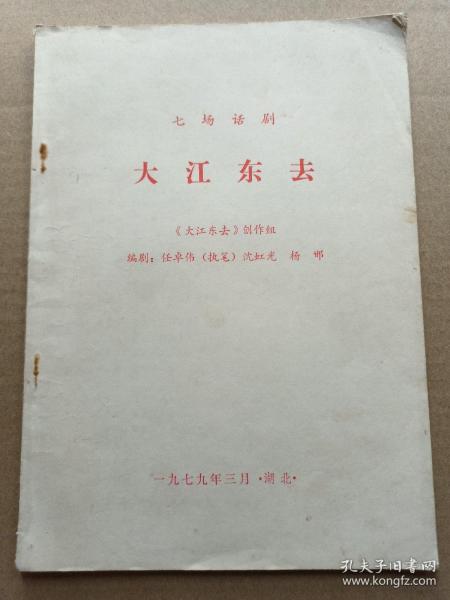 七场话剧
大江东去
《大江东去》创作组
编剧：任卓伟（执笔）沈虹光 杨邯
一九七九年三月·湖北·
孔夫子旧书网
www.kongfz.com